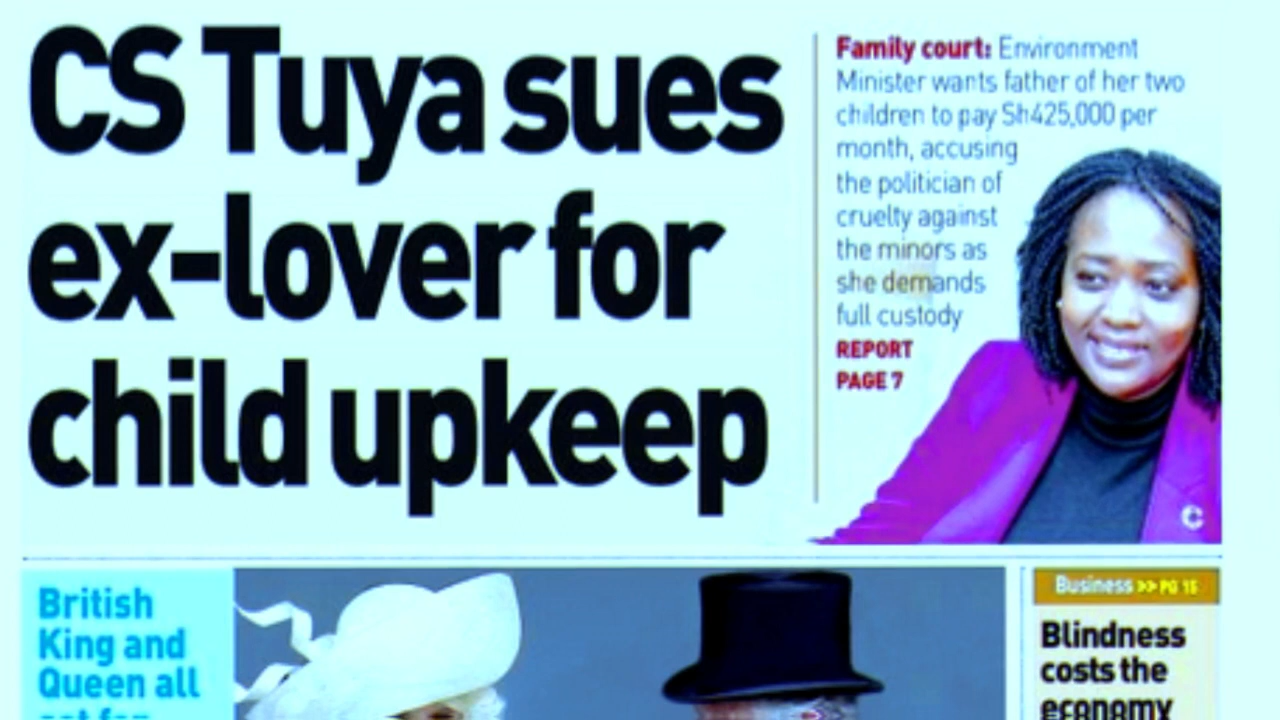 CS Tuya sues
ex-lover for
child upkeep
Family court: Environment
Minister wants father of her two
children to pay Sh425,000 per
month, accusing
the politician of
cruelty against
the minors as
she demands
full custody
REPORT
PAGE 7
British
King and
Queen all
Business >> PG 15
Blindness
costs the
economy